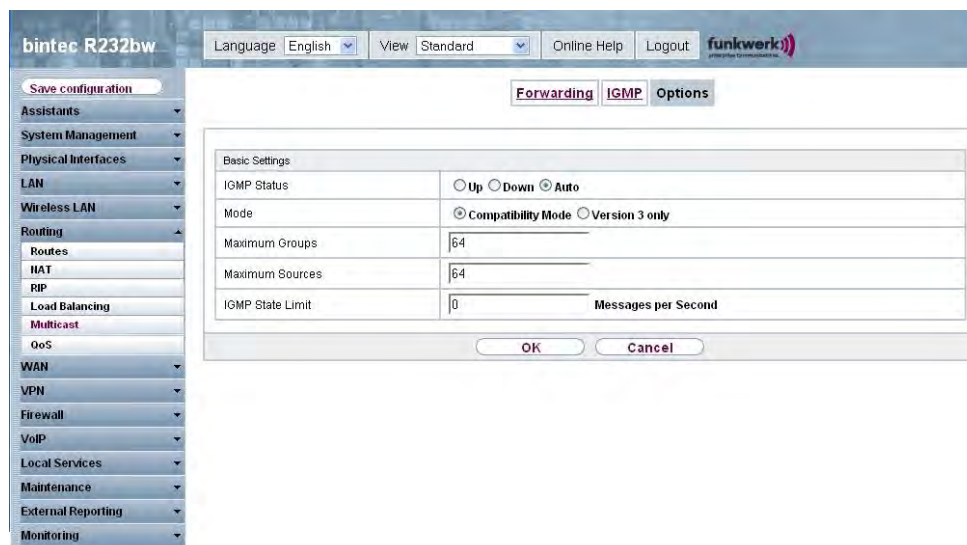 bintec R232bw
Language English View Standard Online Help Logout funkwerk
Save configuration
Assistants
System Management
Physical Interfaces
LAN
Wireless LAN
Routing
Routes
NAT
RIP
Load Balancing
Multicast
QoS
WAN
VPN
Firewall
VoIP
Local Services
Maintenance
External Reporting
Monitoring
Forwarding IGMP Options
Basic Settings
IGMP Status Up Down Auto
Mode Compatibility Mode Version 3 only
Maximum Groups 64
Maximum Sources 64
IGMP State Limit 0 Messages per Second
OK Cancel